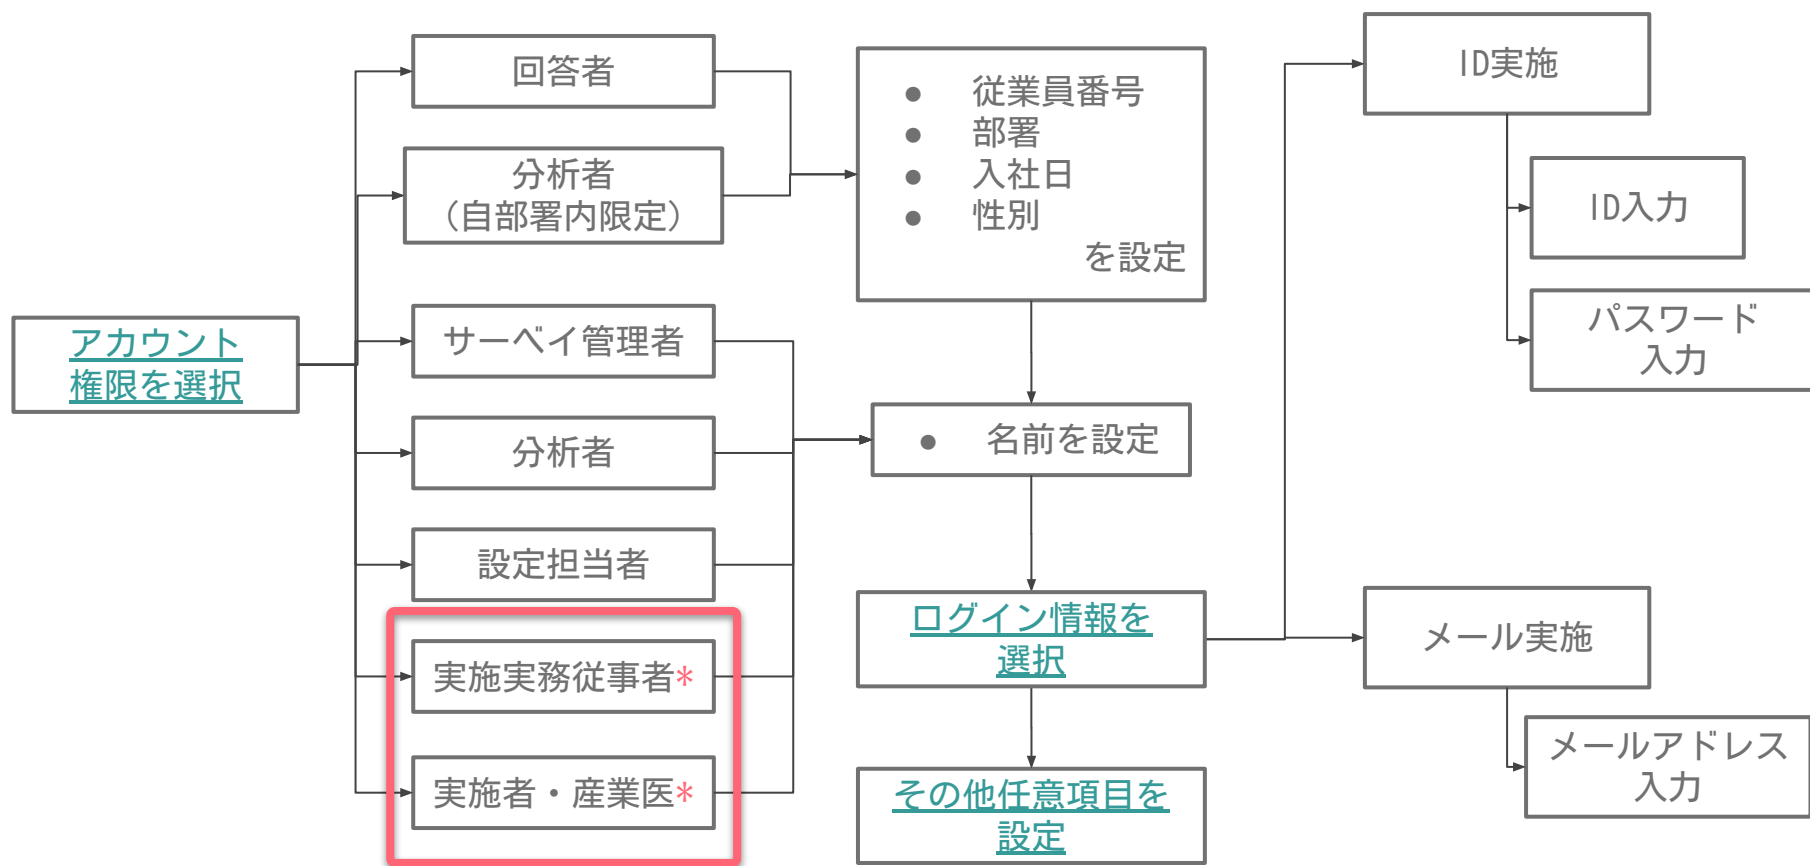 アカウント
権限を選択
回答者
分析者
（自部署内限定）
サーベイ管理者
分析者
設定担当者
実施実務従事者*
実施者・産業医*
● 従業員番号
● 部署
● 入社日
● 性別
を設定
● 名前を設定
ログイン情報を
選択
その他任意項目を
設定
ID実施
ID入力
パスワード
入力
メール実施
メールアドレス
入力